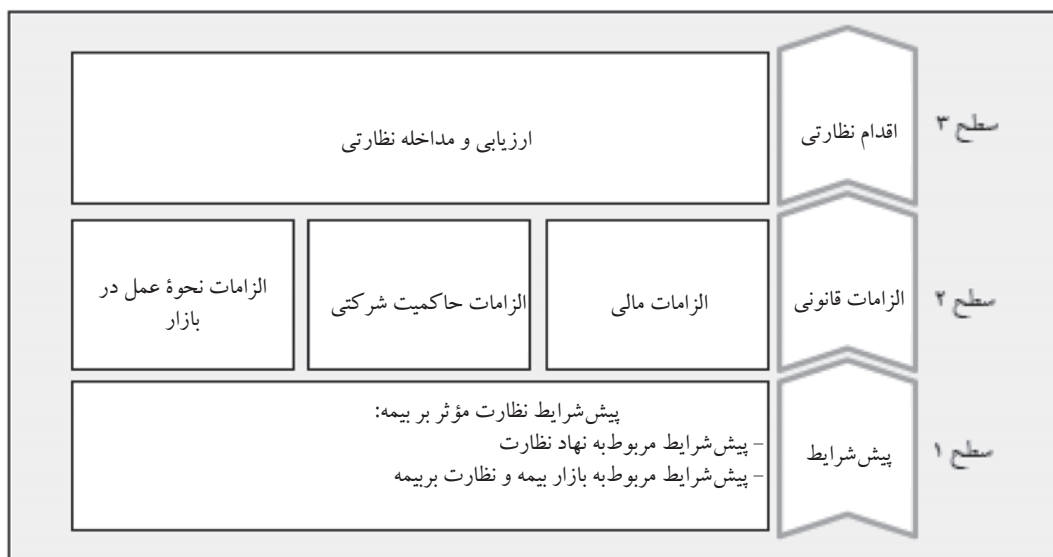 سطح ۳
اقدام نظارتی
ارزیابی و مداخله نظارتی
سطح ۲
الزامات قانونی
الزامات مالی
الزامات حاکمیت شرکتی
الزامات نحوۀ عمل در
بازار
سطح ۱
پیش‌شرایط
پیش‌شرایط نظارت مؤثر بر بیمه:
– پیش‌شرایط مربوط‌به نهاد نظارت
– پیش‌شرایط مربوط‌به بازار بیمه و نظارت بربیمه